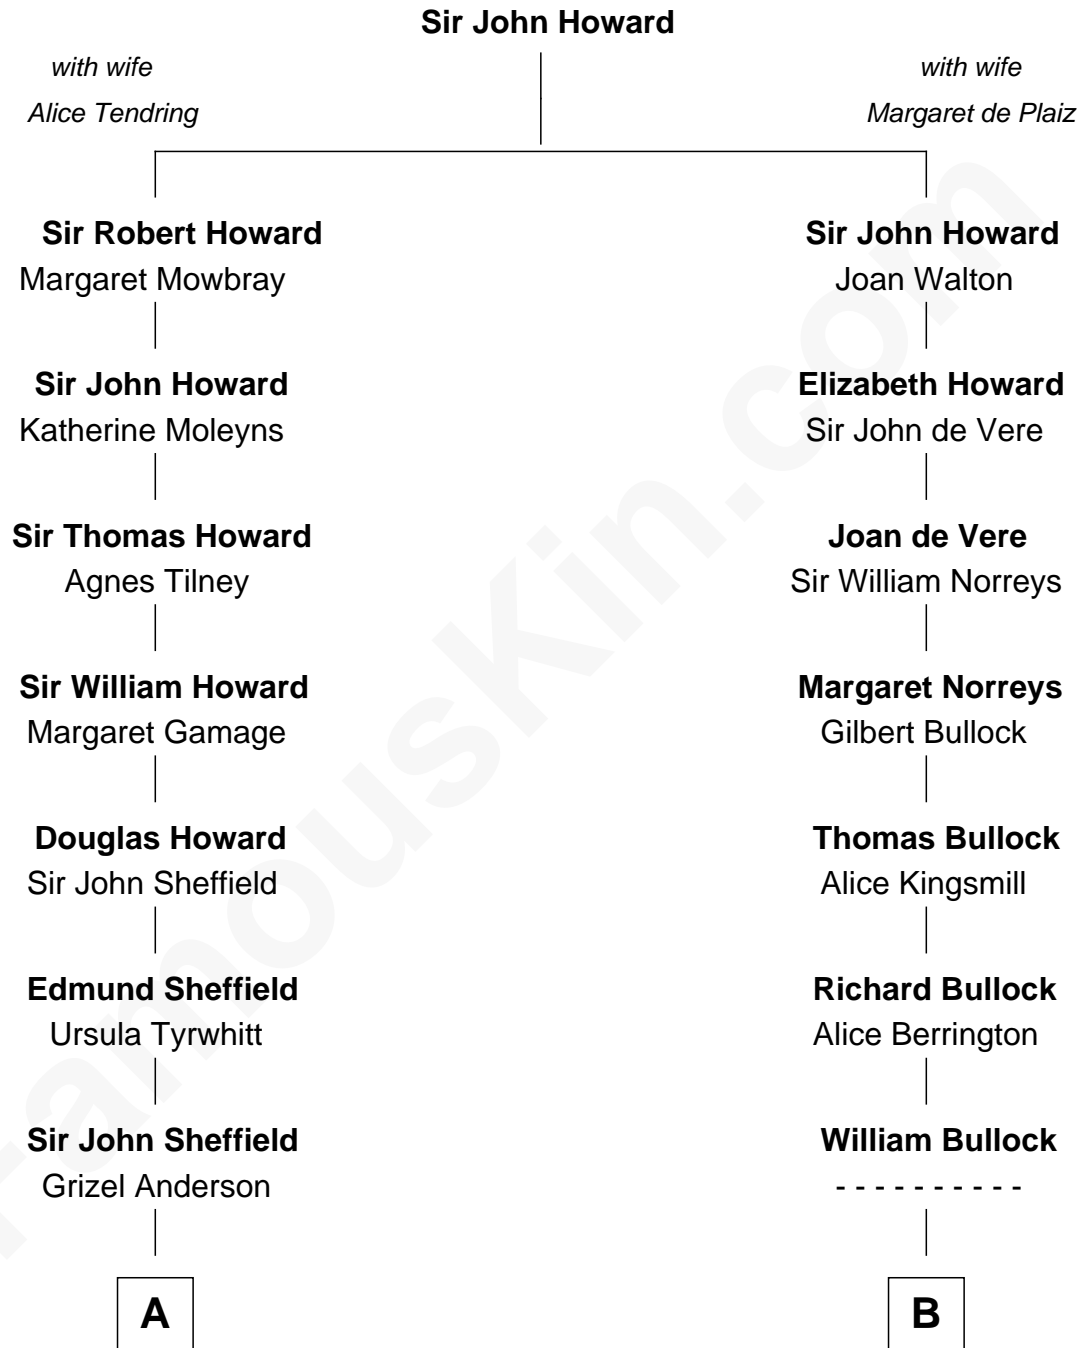 Sir John Howard
with wife
Alice Tendring
with wife
Margaret de Plaiz
Sir Robert Howard
Margaret Mowbray
Sir John Howard
Joan Walton
Sir John Howard
Katherine Moleyns
Elizabeth Howard
Sir John de Vere
Sir Thomas Howard
Agnes Tilney
Joan de Vere
Sir William Norreys
Sir William Howard
Margaret Gamage
Margaret Norreys
Gilbert Bullock
Douglas Howard
Sir John Sheffield
Thomas Bullock
Alice Kingsmill
Edmund Sheffield
Ursula Tyrwhitt
Richard Bullock
Alice Berrington
Sir John Sheffield
Grizel Anderson
William Bullock
- - - - - - - - - -
A
B
FamousKin.com